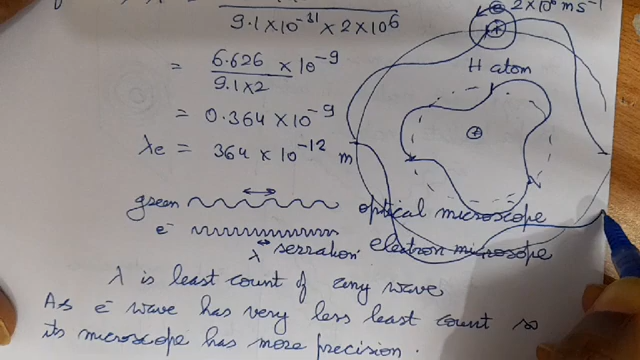 9.1 × 10⁻³¹ × 2 × 10⁶
2 × 10⁶ ms⁻¹
= 6.626 × 10⁻⁹
9.1 × 2
H atom
= 0.364 × 10⁻⁹
λe = 364 × 10⁻¹² m
green optical microscope
e⁻ electron microsope
λ serration
λ is least count of any wave
As e⁻ wave has very less least count so
its microscope has more precision.